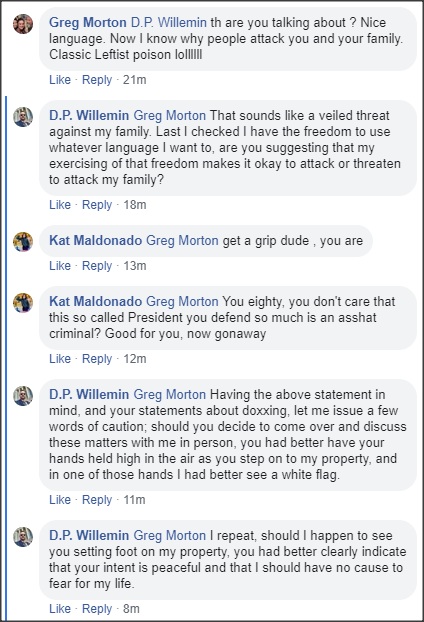 Greg Morton D.P. Willemin th are you talking about ? Nice
language. Now I know why people attack you and your family.
Classic Leftist poison lollllll
Like · Reply · 21m
D.P. Willemin Greg Morton That sounds like a veiled threat
against my family. Last I checked I have the freedom to use
whatever language I want to, are you suggesting that my
exercising of that freedom makes it okay to attack or threaten
to attack my family?
Like · Reply · 18m
Kat Maldonado Greg Morton get a grip dude , you are
Like · Reply · 13m
Kat Maldonado Greg Morton You eighty, you don't care that
this so called President you defend so much is an asshat
criminal? Good for you, now gonaway
Like · Reply · 12m
D.P. Willemin Greg Morton Having the above statement in
mind, and your statements about doxxing, let me issue a few
words of caution; should you decide to come over and discuss
these matters with me in person, you had better have your
hands held high in the air as you step on to my property, and
in one of those hands I had better see a white flag.
Like · Reply · 11m
D.P. Willemin Greg Morton I repeat, should I happen to see
you setting foot on my property, you had better clearly indicate
that your intent is peaceful and that I should have no cause to
fear for my life.
Like · Reply · 8m